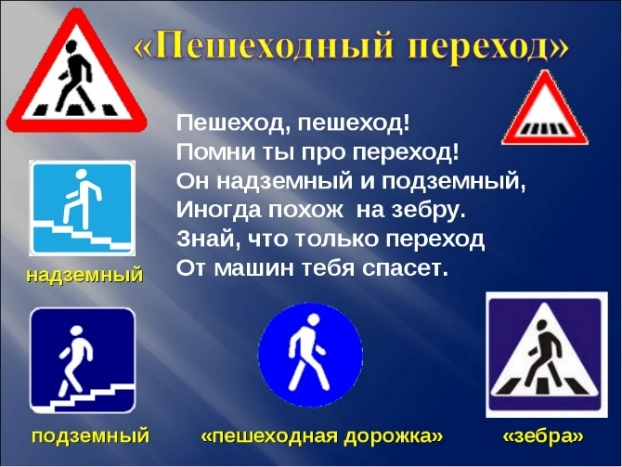 «Пешеходный переход»
Пешеход, пешеход!
Помни ты про переход!
Он надземный и подземный,
Иногда похож на зебру.
Знай, что только переход
От машин тебя спасет.
надземный
подземный
«пешеходная дорожка»
«зебра»